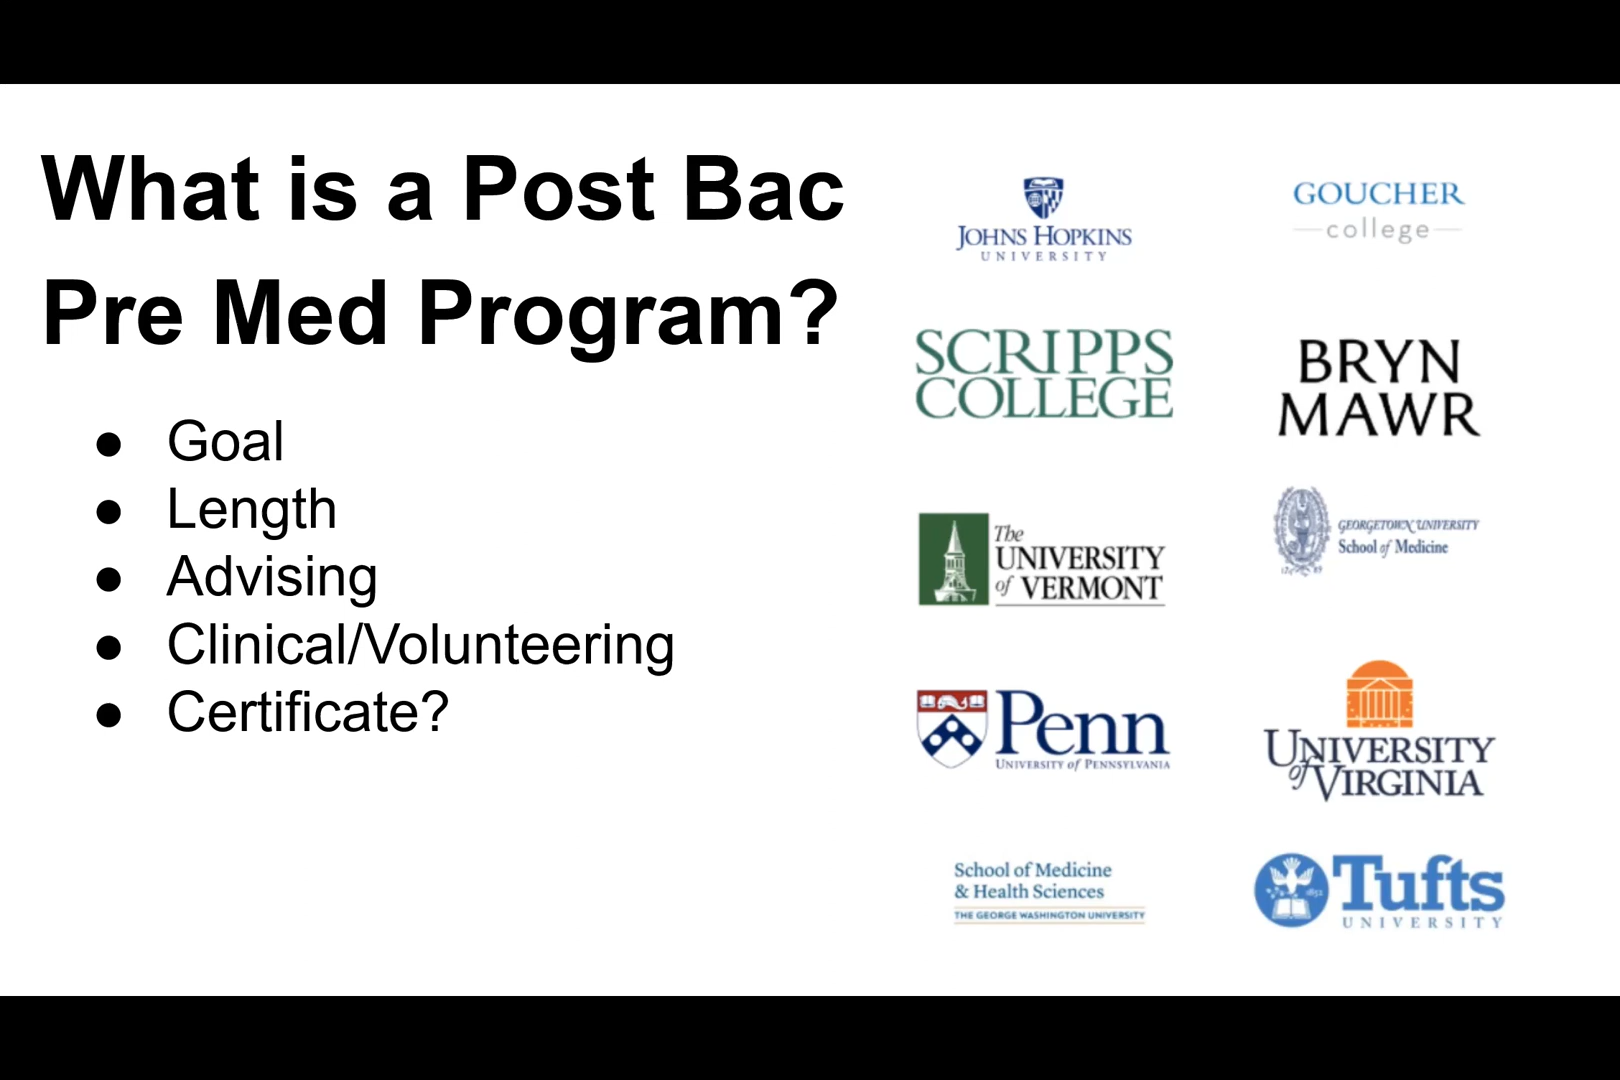 What is a Post Bac
Pre Med Program?
● Goal
● Length
● Advising
● Clinical/Volunteering
● Certificate?
JOHNS HOPKINS
UNIVERSITY
GOUCHER
college
SCRIPPS
COLLEGE
BRYN
MAWR
The
UNIVERSITY
of VERMONT
GEORGETOWN UNIVERSITY
School of Medicine
Penn
UNIVERSITY of PENNSYLVANIA
UNIVERSITY
of VIRGINIA
School of Medicine
& Health Sciences
THE GEORGE WASHINGTON UNIVERSITY
Tufts
UNIVERSITY